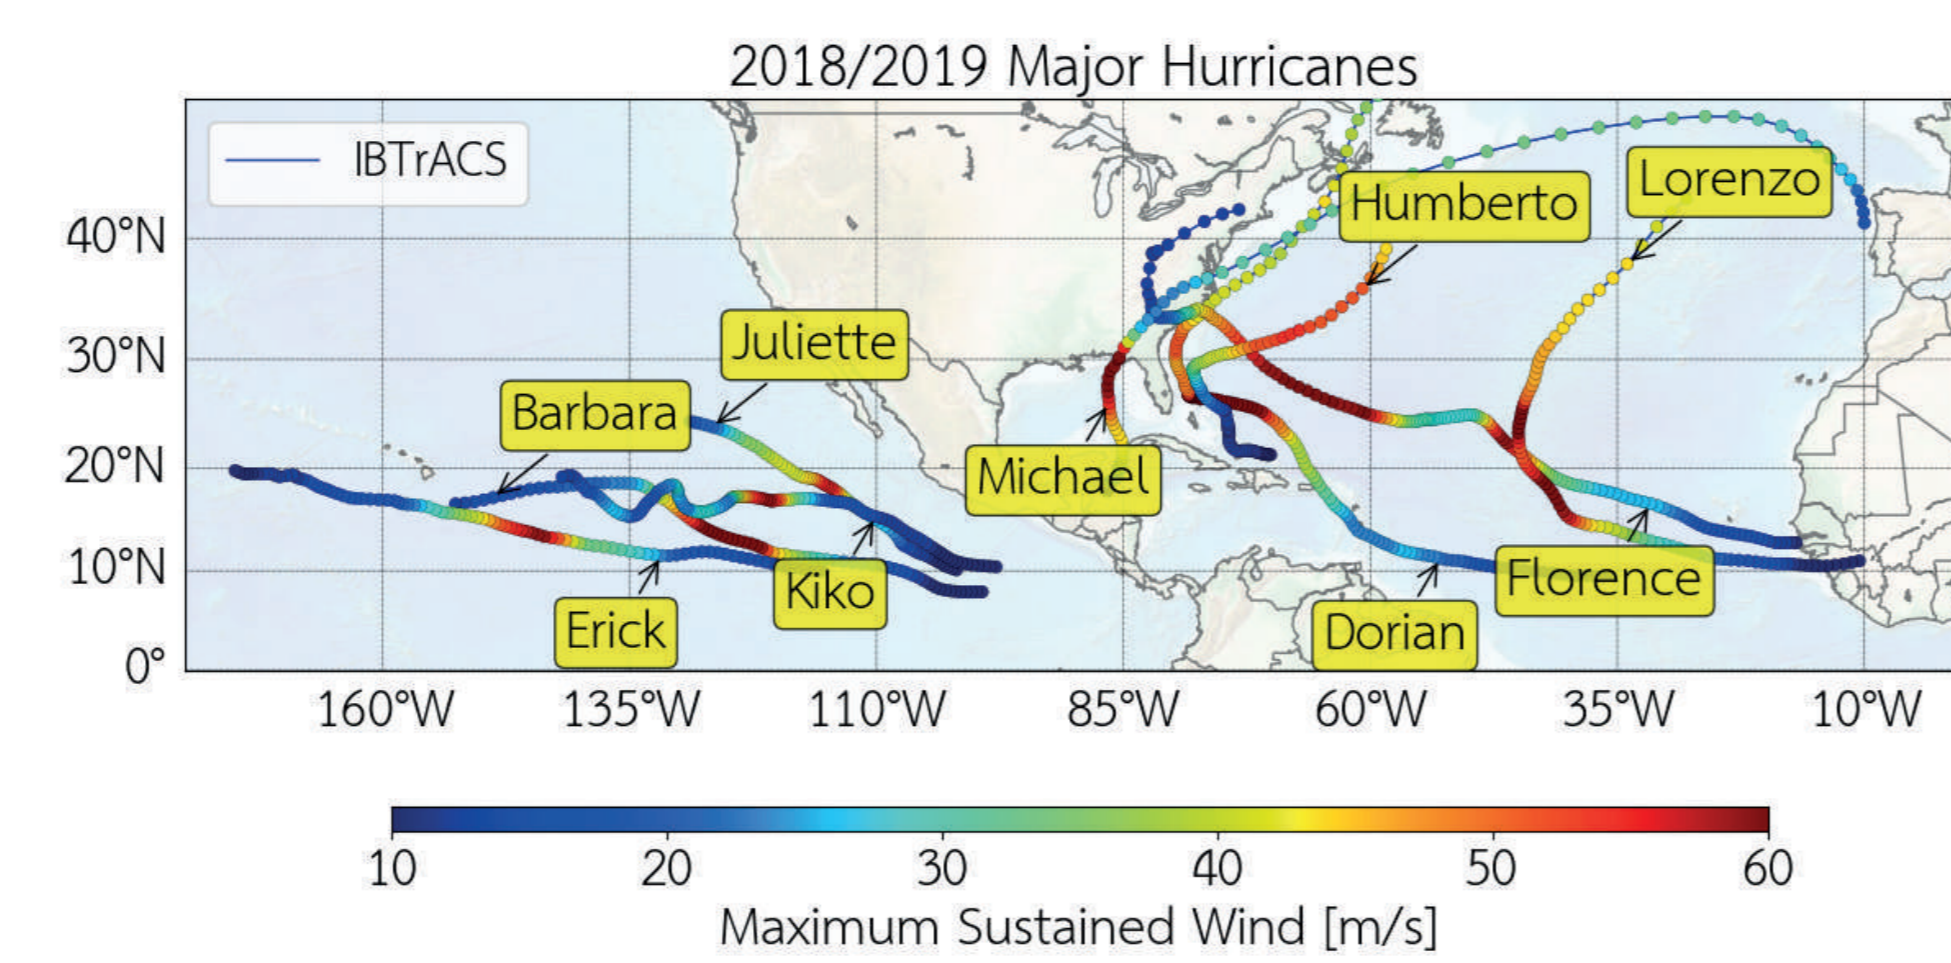 2018/2019 Major Hurricanes
IBTrACS
Lorenzo
Humberto
40°N
Juliette
30°N
Barbara
Michael
20°N
10°N
Florence
Kiko
Erick
Dorian
0°
160°W 135°W 110°W 85°W 60°W 35°W 10°W
10 20 30 40 50 60
Maximum Sustained Wind [m/s]